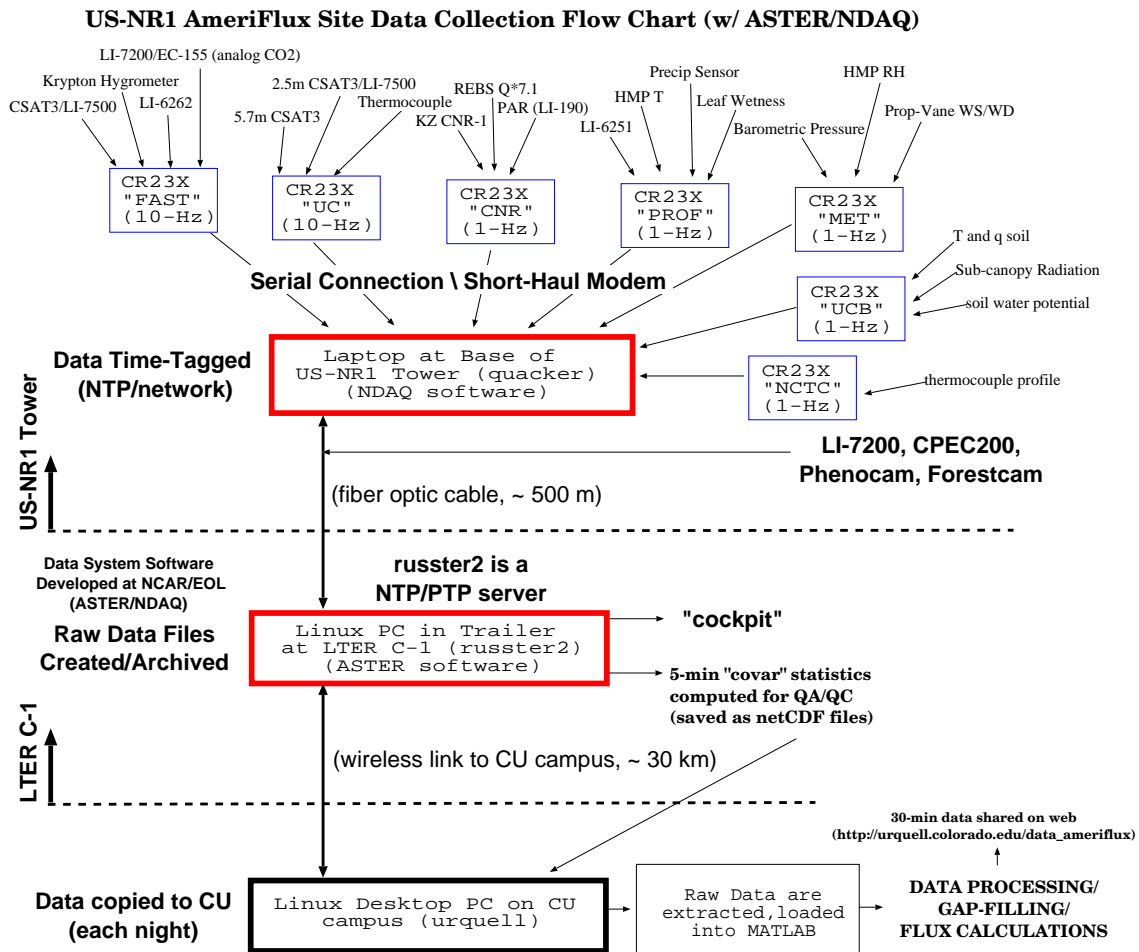 US-NR1 AmeriFlux Site Data Collection Flow Chart (w/ ASTER/NDAQ)
LI-7200/EC-155 (analog CO2)
Krypton Hygrometer
CSAT3/LI-7500
LI-6262
2.5m CSAT3/LI-7500
Thermocouple
5.7m CSAT3
REBS Q*7.1
KZ CNR-1
PAR (LI-190)
Precip Sensor
HMP T
Leaf Wetness
LI-6251
HMP RH
Prop-Vane WS/WD
Barometric Pressure
CR23X
"FAST"
(10-Hz)
CR23X
"UC"
(10-Hz)
CR23X
"CNR"
(1-Hz)
CR23X
"PROF"
(1-Hz)
CR23X
"MET"
(1-Hz)
Serial Connection \ Short-Haul Modem
T and q soil
Sub-canopy Radiation
soil water potential
CR23X
"UCB"
(1-Hz)
Data Time-Tagged
(NTP/network)
Laptop at Base of
US-NR1 Tower (quacker)
(NDAQ software)
CR23X
"NCTC"
(1-Hz)
thermocouple profile
US-NR1 Tower
LI-7200, CPEC200,
Phenocam, Forestcam
(fiber optic cable, ~ 500 m)
Data System Software
Developed at NCAR/EOL
(ASTER/NDAQ)
russter2 is a
NTP/PTP server
Raw Data Files
Created/Archived
Linux PC in Trailer
at LTER C-1 (russter2)
(ASTER software)
"cockpit"
5-min "covar" statistics
computed for QA/QC
(saved as netCDF files)
LTER C-1
(wireless link to CU campus, ~ 30 km)
30-min data shared on web
(http://urquell.colorado.edu/data_ameriflux)
Data copied to CU
(each night)
Linux Desktop PC on CU
campus (urquell)
Raw Data are
extracted,loaded
into MATLAB
DATA PROCESSING/
GAP-FILLING/
FLUX CALCULATIONS